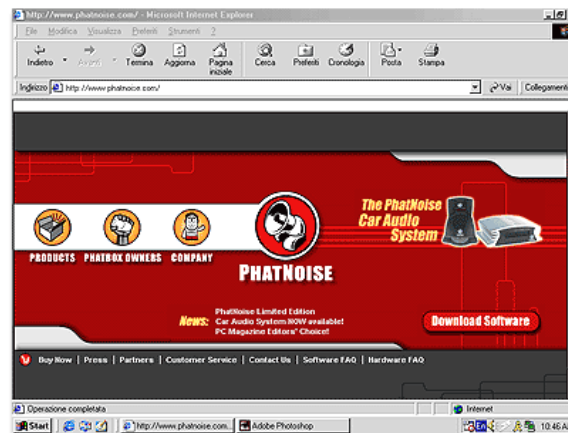 http://www.phatnoise.com/ - Microsoft Internet Explorer
File Modifica Visualizza Preferiti Strumenti ?
Indietro Avanti Termina Aggiorna Pagina iniziale Cerca Preferiti Cronologia Posta Stampa
Indirizzo http://www.phatnoise.com/ Vai Collegamenti
The PhatNoise
Car Audio
System
PRODUCTS PHATBOX OWNERS COMPANY
PHATNOISE
News:
PhatNoise Limited Edition
Car Audio System NOW available!
PC Magazine Editors' Choice!
Download Software
Buy Now | Press | Partners | Customer Service | Contact Us | Software FAQ | Hardware FAQ
Operazione completata Internet
Start http://www.phatnoise.com... Adobe Photoshop En 10:46 A